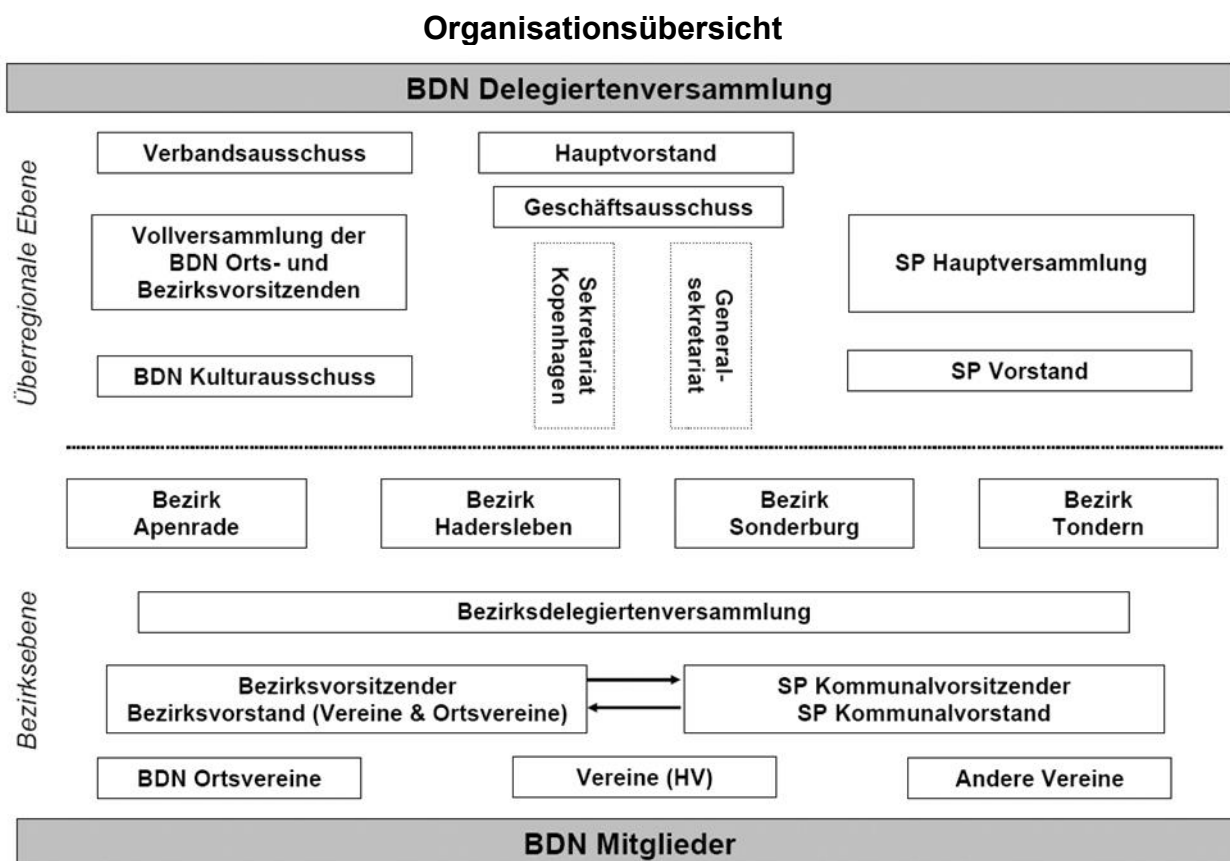 Organisationsübersicht
BDN Delegiertenversammlung
Überregionale Ebene
Verbandsausschuss
Hauptvorstand
Geschäftsausschuss
Vollversammlung der
BDN Orts- und
Bezirksvorsitzenden
Sekretariat
Kopenhagen
General-
sekretariat
SP Hauptversammlung
BDN Kulturausschuss
SP Vorstand
Bezirksebene
Bezirk
Apenrade
Bezirk
Hadersleben
Bezirk
Sonderburg
Bezirk
Tondern
Bezirksdelegiertenversammlung
Bezirksvorsitzender
Bezirksvorstand (Vereine & Ortsvereine)
SP Kommunalvorsitzender
SP Kommunalvorstand
BDN Ortsvereine
Vereine (HV)
Andere Vereine
BDN Mitglieder